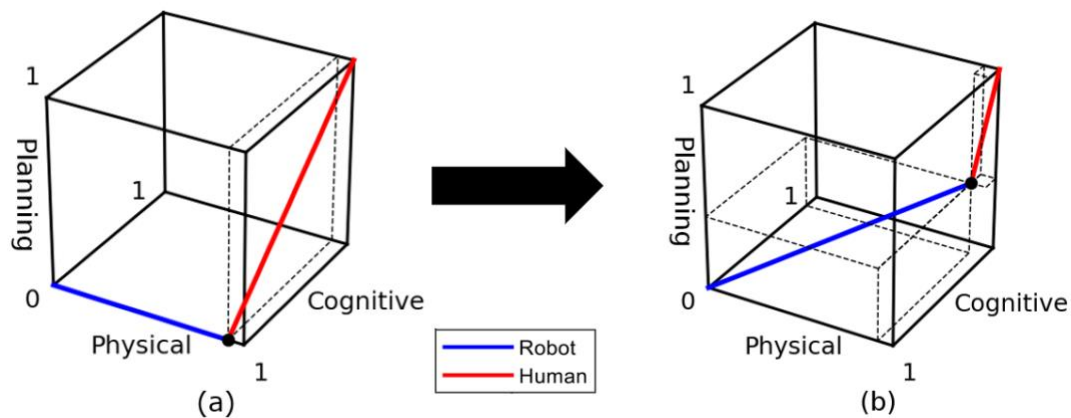 1
Planning
1
0
Cognitive
Physical
1
(a)
Robot
Human
1
Planning
1
0
Cognitive
Physical
1
(b)